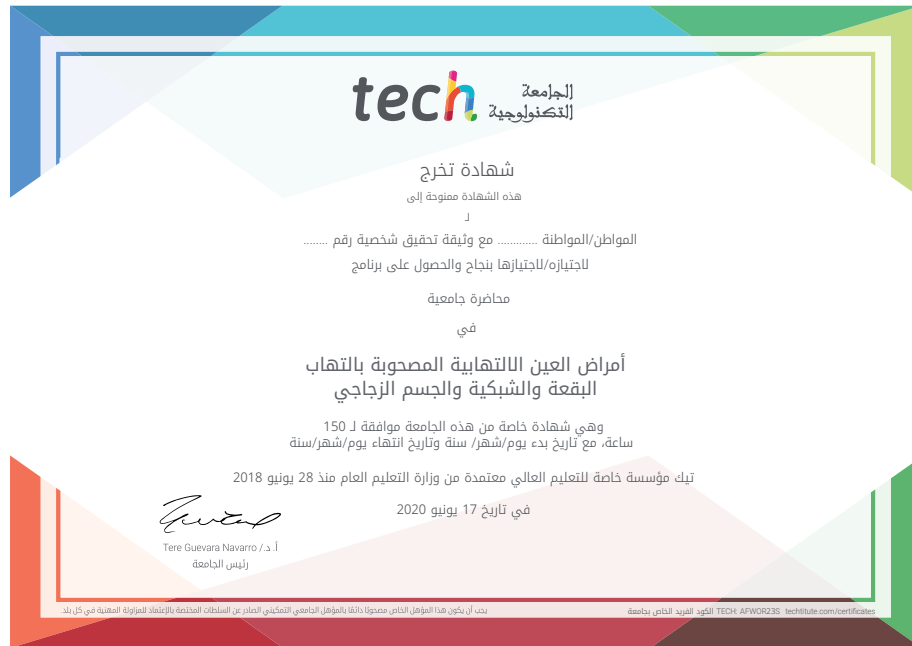 tech الجامعة
التكنولوجية
شهادة تخرج
هذه الشهادة ممنوحة إلى
لـ
المواطن/المواطنة ............ مع وثيقة تحقيق شخصية رقم ........
لاجتيازه/لاجتيازها بنجاح والحصول على برنامج
محاضرة جامعية
في
أمراض العين الالتهابية المصحوبة بالتهاب
البقعة والشبكية والجسم الزجاجي
وهي شهادة خاصة من هذه الجامعة موافقة لـ 150
ساعة، مع تاريخ بدء يوم/شهر/ سنة وتاريخ انتهاء يوم/شهر/سنة
تيك مؤسسة خاصة للتعليم العالي معتمدة من وزارة التعليم العام منذ 28 يونيو 2018
في تاريخ 17 يونيو 2020
أ.د./ Tere Guevara Navarro
رئيس الجامعة
يجب أن يكون هذا المؤهل الخاص مصحوبًا دائمًا بالمؤهل الجامعي التمكيني الصادر عن السلطات المختصة بالإعتماد للمزاولة المهنية في كل بلد.
الكود الفريد الخاص بجامعة TECH: AFWOR23S techtitute.com/certificates